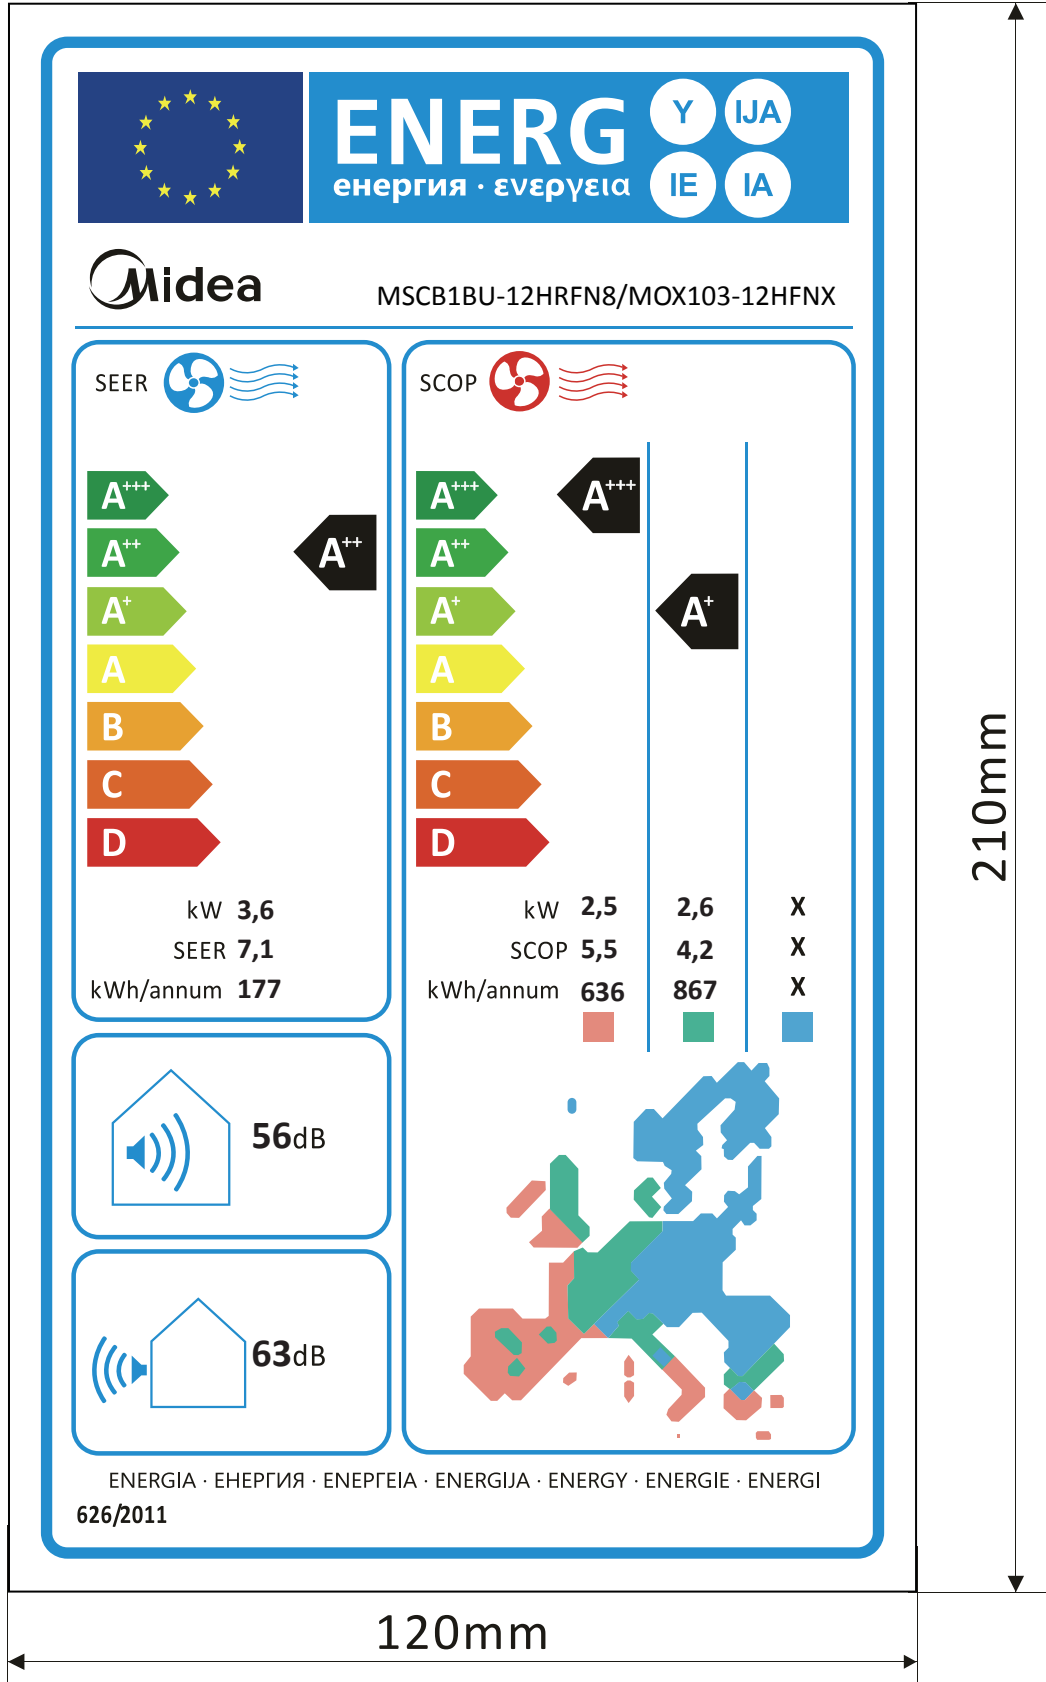 ENERG
енергия · ενεργεια
Y IJA
IE IA
Midea
MSCB1BU-12HRFN8/MOX103-12HFNX
SEER
A+++
A++
A+
A
B
C
D
A++
kW 3,6
SEER 7,1
kWh/annum 177
SCOP
A+++
A++
A+
A
B
C
D
A+++
A+
kW 2,5 2,6 X
SCOP 5,5 4,2 X
kWh/annum 636 867 X
56dB
63dB
ENERGIA · ЕНЕРГИЯ · ΕΝΕΡΓΕΙΑ · ENERGIJA · ENERGY · ENERGIE · ENERGI
626/2011
210mm
120mm